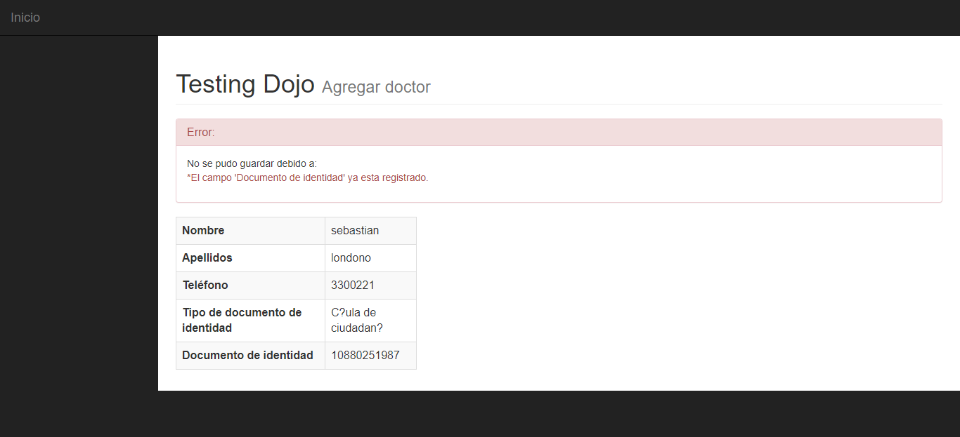 Inicio
Testing Dojo Agregar doctor
Error:
No se pudo guardar debido a:
*El campo 'Documento de identidad' ya esta registrado.
Nombre sebastian
Apellidos londono
Teléfono 3300221
Tipo de documento de identidad C?ula de ciudadan?
Documento de identidad 10880251987